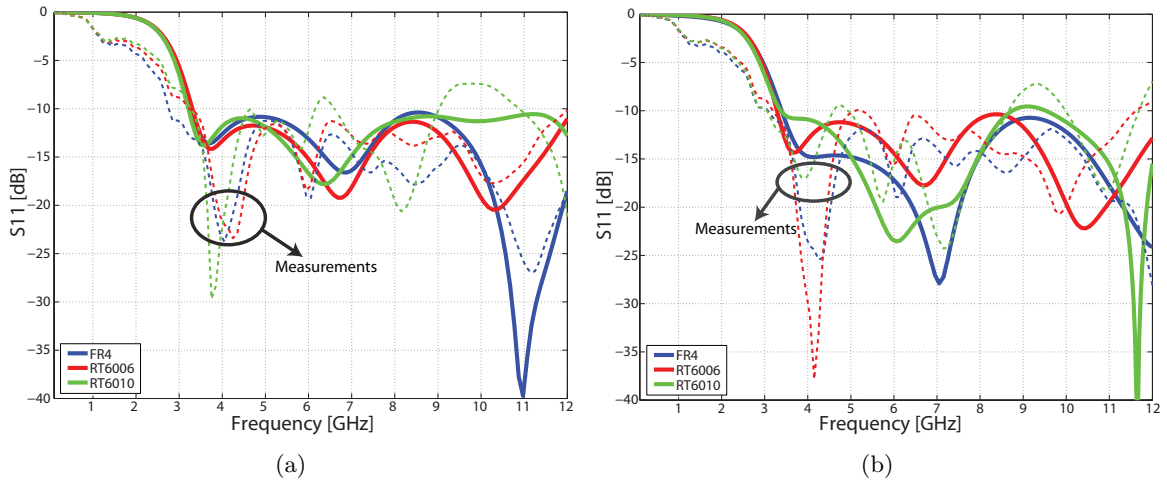 0
−5
−10
−15
−20
−25
−30
−35
−40
S11 [dB]
1 2 3 4 5 6 7 8 9 10 11 12
Frequency [GHz]
Measurements
FR4
RT6006
RT6010
(a)
0
−5
−10
−15
−20
−25
−30
−35
−40
S11 [dB]
1 2 3 4 5 6 7 8 9 10 11 12
Frequency [GHz]
Measurements
FR4
RT6006
RT6010
(b)